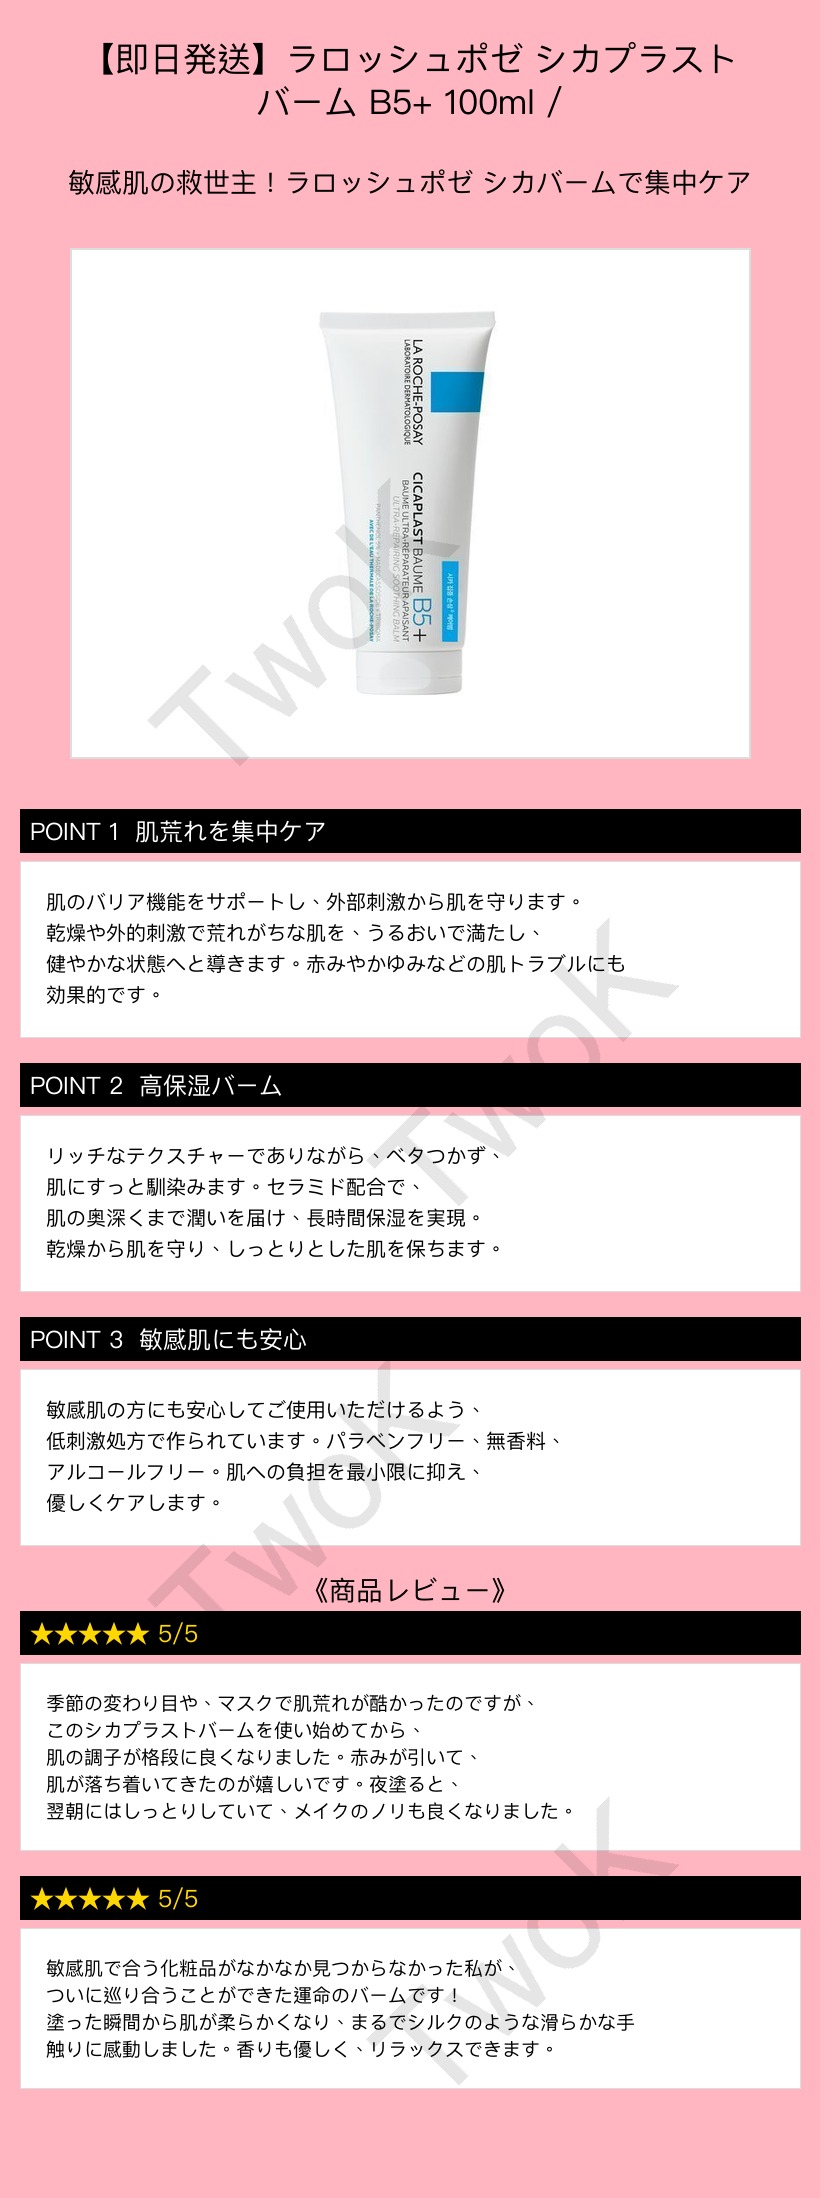 【即日発送】ラロッシュポゼ シカプラスト
バーム B5+ 100ml /
敏感肌の救世主！ラロッシュポゼ シカバームで集中ケア
LA ROCHE-POSAY
LABORATOIRE DERMATOLOGIQUE
CICAPLAST BAUME B5+
BAUME ULTRA-RÉPARATEUR APAISANT
ULTRA-REPAIRING SOOTHING BALM
AVEC DE L'EAU THERMALE DE LA ROCHE-POSAY
Twok
POINT 1 肌荒れを集中ケア
肌のバリア機能をサポートし、外部刺激から肌を守ります。
乾燥や外的刺激で荒れがちな肌を、うるおいで満たし、
健やかな状態へと導きます。赤みやかゆみなどの肌トラブルにも
効果的です。
Twok
POINT 2 高保湿バーム
リッチなテクスチャーでありながら、ベタつかず、
肌にすっと馴染みます。セラミド配合で、
肌の奥深くまで潤いを届け、長時間保湿を実現。
乾燥から肌を守り、しっとりとした肌を保ちます。
POINT 3 敏感肌にも安心
敏感肌の方にも安心してご使用いただけるよう、
低刺激処方で作られています。パラベンフリー、無香料、
アルコールフリー。肌への負担を最小限に抑え、
優しくケアします。
Twok
《商品レビュー》
★★★★★ 5/5
季節の変わり目や、マスクで肌荒れが酷かったのですが、
このシカプラストバームを使い始めてから、
肌の調子が格段に良くなりました。赤みが引いて、
肌が落ち着いてきたのが嬉しいです。夜塗ると、
翌朝にはしっとりしていて、メイクのノリも良くなりました。
★★★★★ 5/5
敏感肌で合う化粧品がなかなか見つからなかった私が、
ついに巡り合うことができた運命のバームです！
塗った瞬間から肌が柔らかくなり、まるでシルクのような滑らかな手
触りに感動しました。香りも優しく、リラックスできます。
Twok